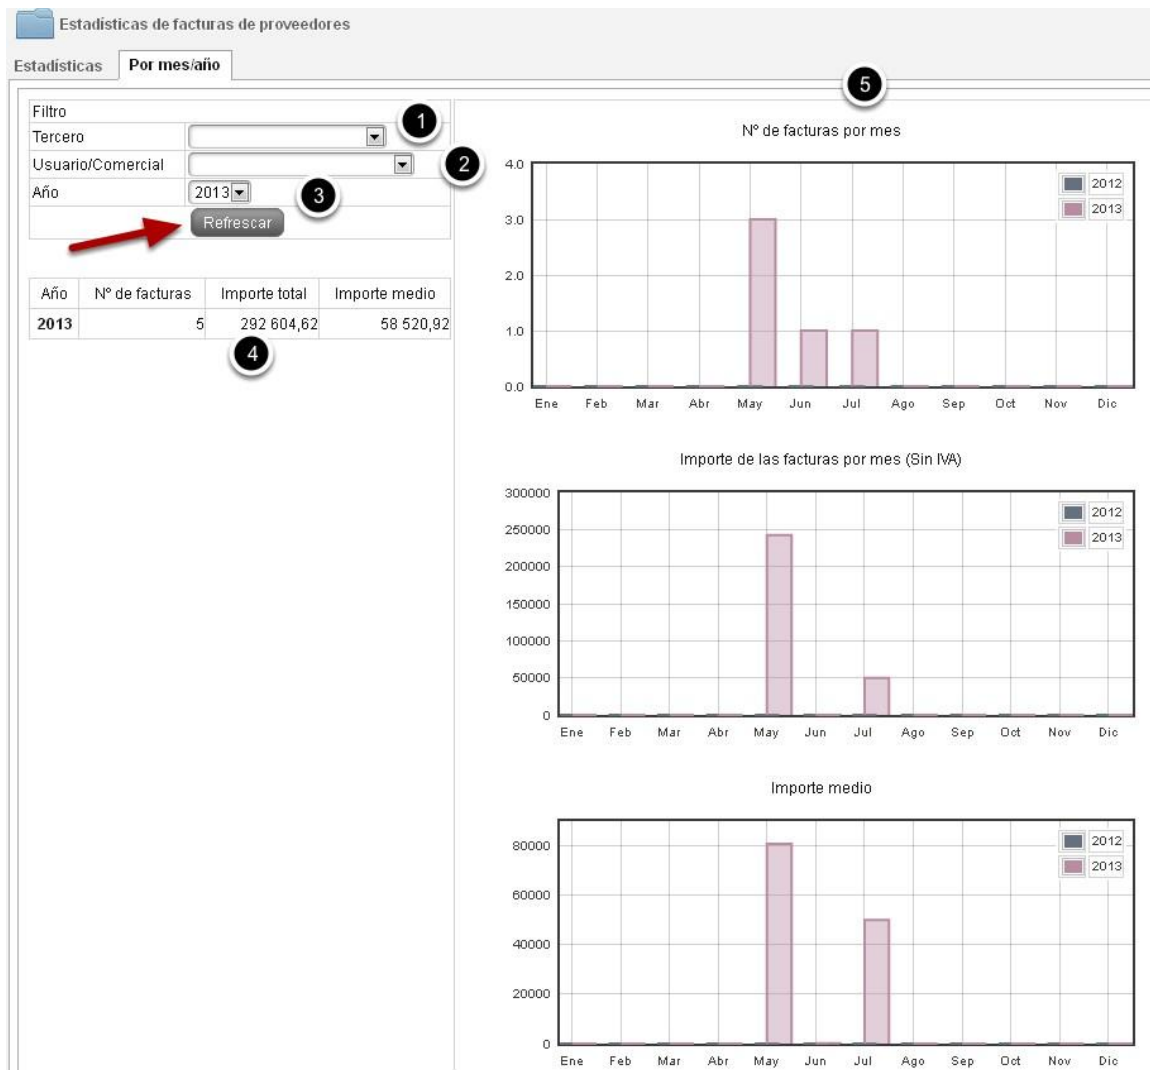 Estadísticas de facturas de proveedores
Estadísticas Por mes/año
5
Filtro
1
Tercero
Usuario/Comercial
2
Año 2013
3
Refrescar
Año Nº de facturas Importe total Importe medio
2013 5 292 604,62 58 520,92
4
Nº de facturas por mes
4.0
3.0
2.0
1.0
0.0
2012
2013
Ene Feb Mar Abr May Jun Jul Ago Sep Oct Nov Dic
Importe de las facturas por mes (Sin IVA)
300000
250000
200000
150000
100000
50000
0
2012
2013
Ene Feb Mar Abr May Jun Jul Ago Sep Oct Nov Dic
Importe medio
80000
60000
40000
20000
0
2012
2013
Ene Feb Mar Abr May Jun Jul Ago Sep Oct Nov Dic